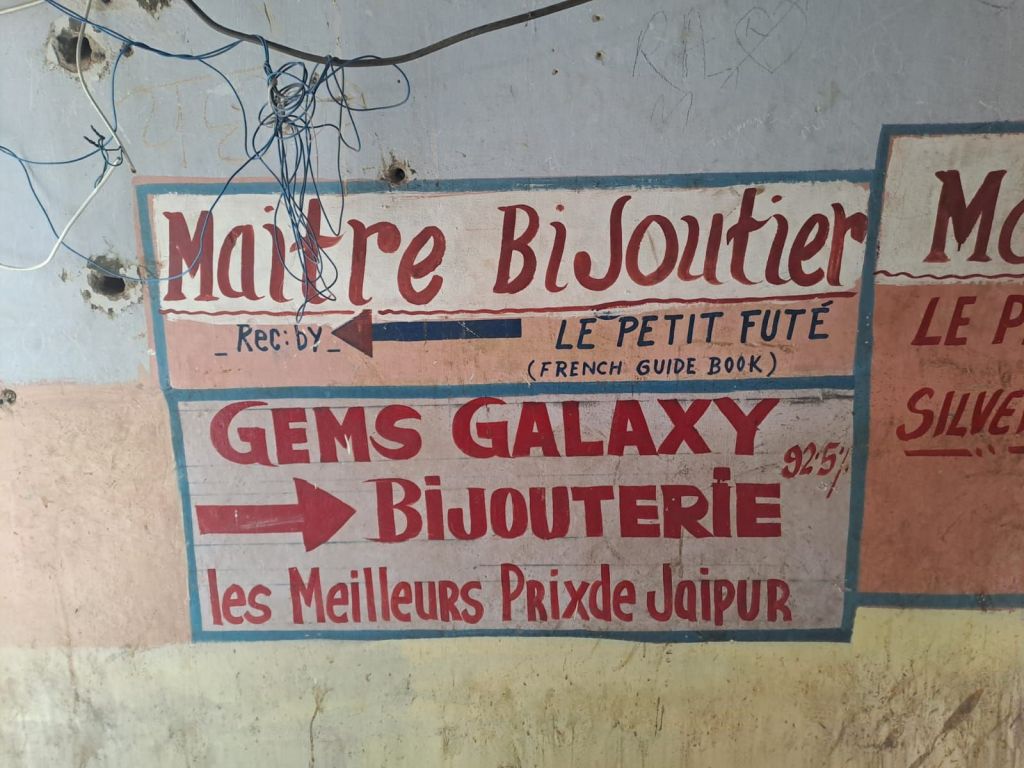 Maitre BiJoutier
_ Rec: by _ LE PETIT FUTÉ
(FRENCH GUIDE BOOK)
GEMS GALAXY
92.5%
BiJOUTERiE
les Meilleurs Prixde Jaipur
LE P
SILVE